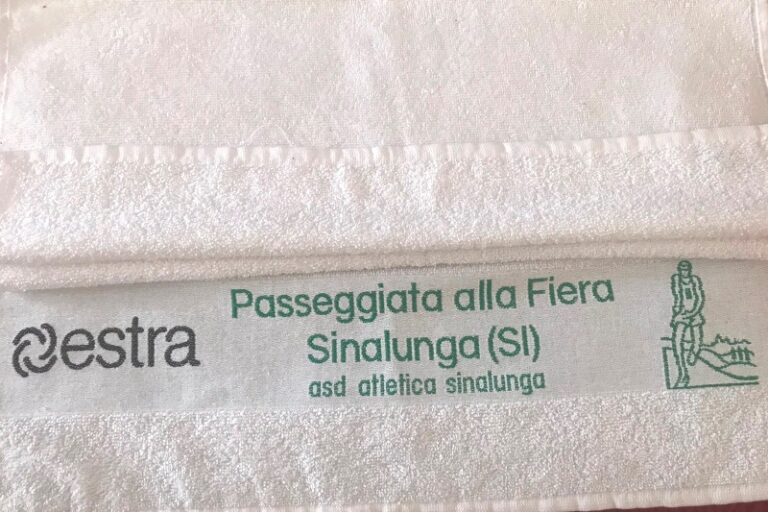 estra
Passeggiata alla Fiera
Sinalunga (SI)
asd atletica sinalunga